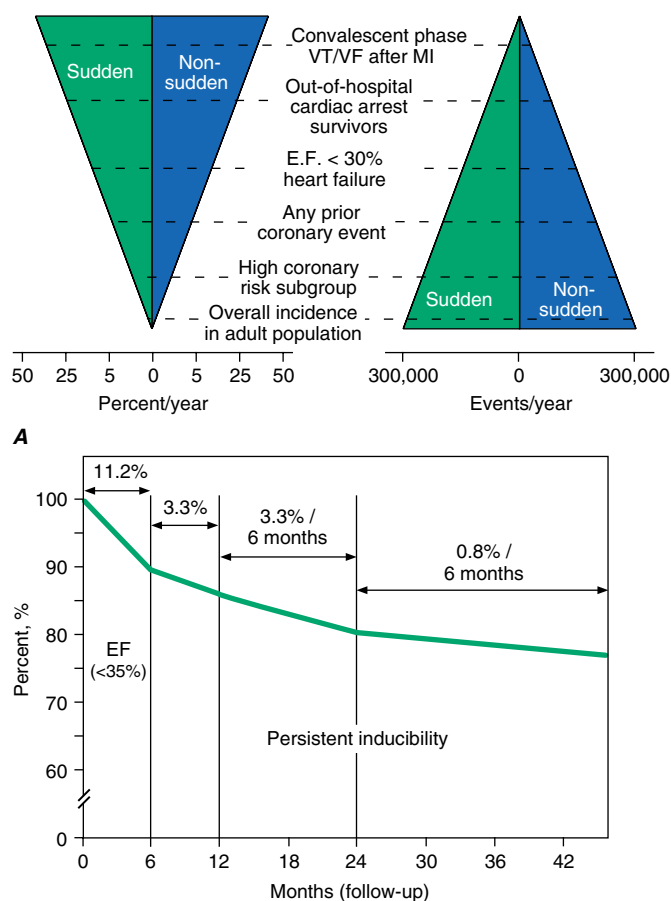 Sudden
Non-
sudden
Convalescent phase
VT/VF after MI
Out-of-hospital
cardiac arrest
survivors
E.F. < 30%
heart failure
Any prior
coronary event
High coronary
risk subgroup
Overall incidence
in adult population
Sudden
Non-
sudden
50 25 5 0 5 25 50
Percent/year
300,000 0 300,000
Events/year
A
11.2%
3.3%
3.3% /
6 months
0.8% /
6 months
100
90
80
70
60
0
Percent, %
EF
(<35%)
Persistent inducibility
0 6 12 18 24 30 36 42
Months (follow-up)